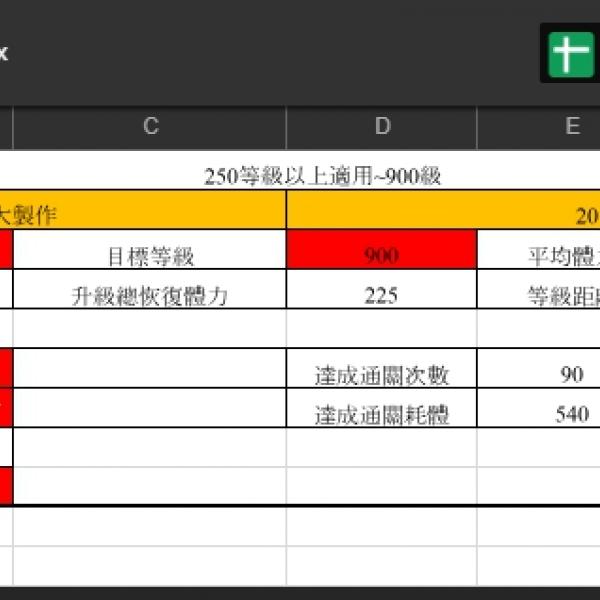 x
C D E
250等級以上適用~900級
大製作 20
目標等級 900 平均體
升級總恢復體力 225 等級距
達成通關次數 90
達成通關耗體 540